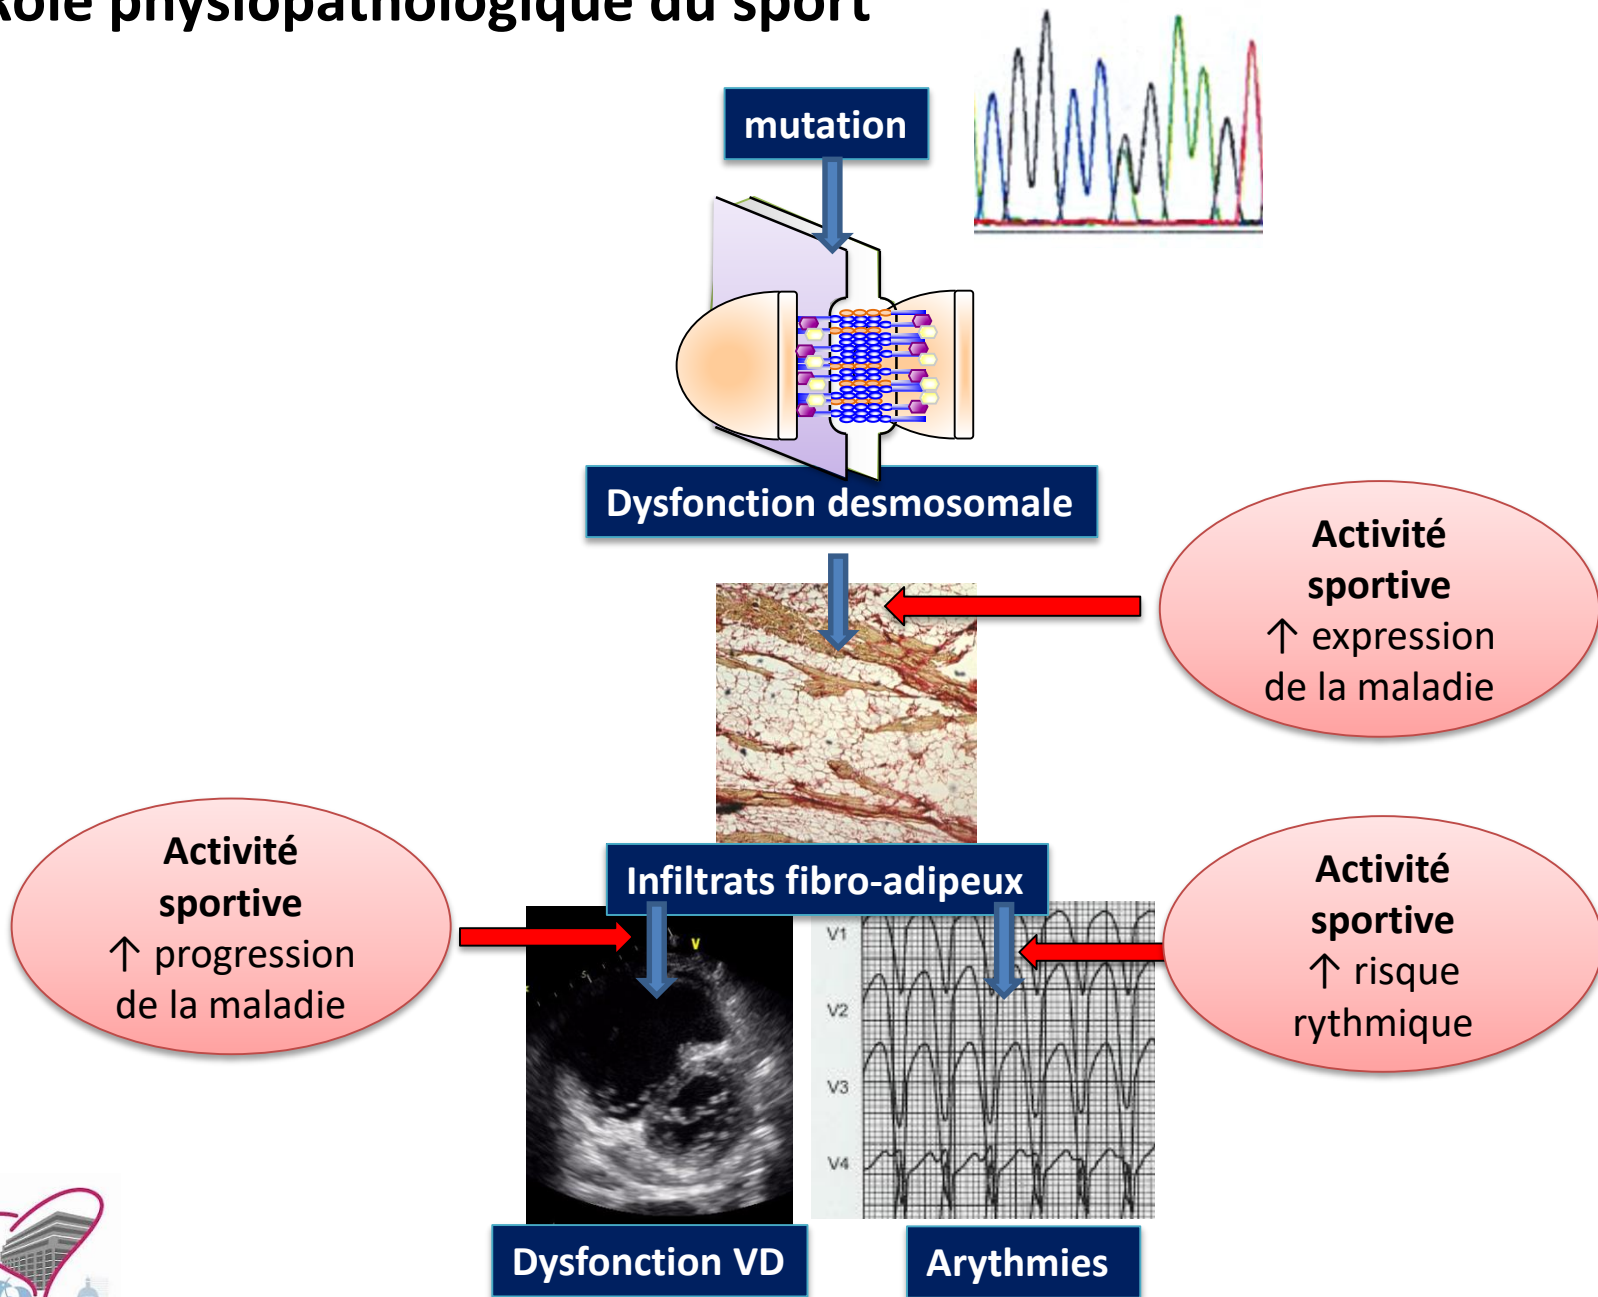 Rôle physiopathologique du sport
mutation
Dysfonction desmosomale
Activité
sportive
↑ expression
de la maladie
Infiltrats fibro-adipeux
Activité
sportive
↑ progression
de la maladie
Activité
sportive
↑ risque
rythmique
V
V1
V2
V3
V4
Dysfonction VD
Arythmies